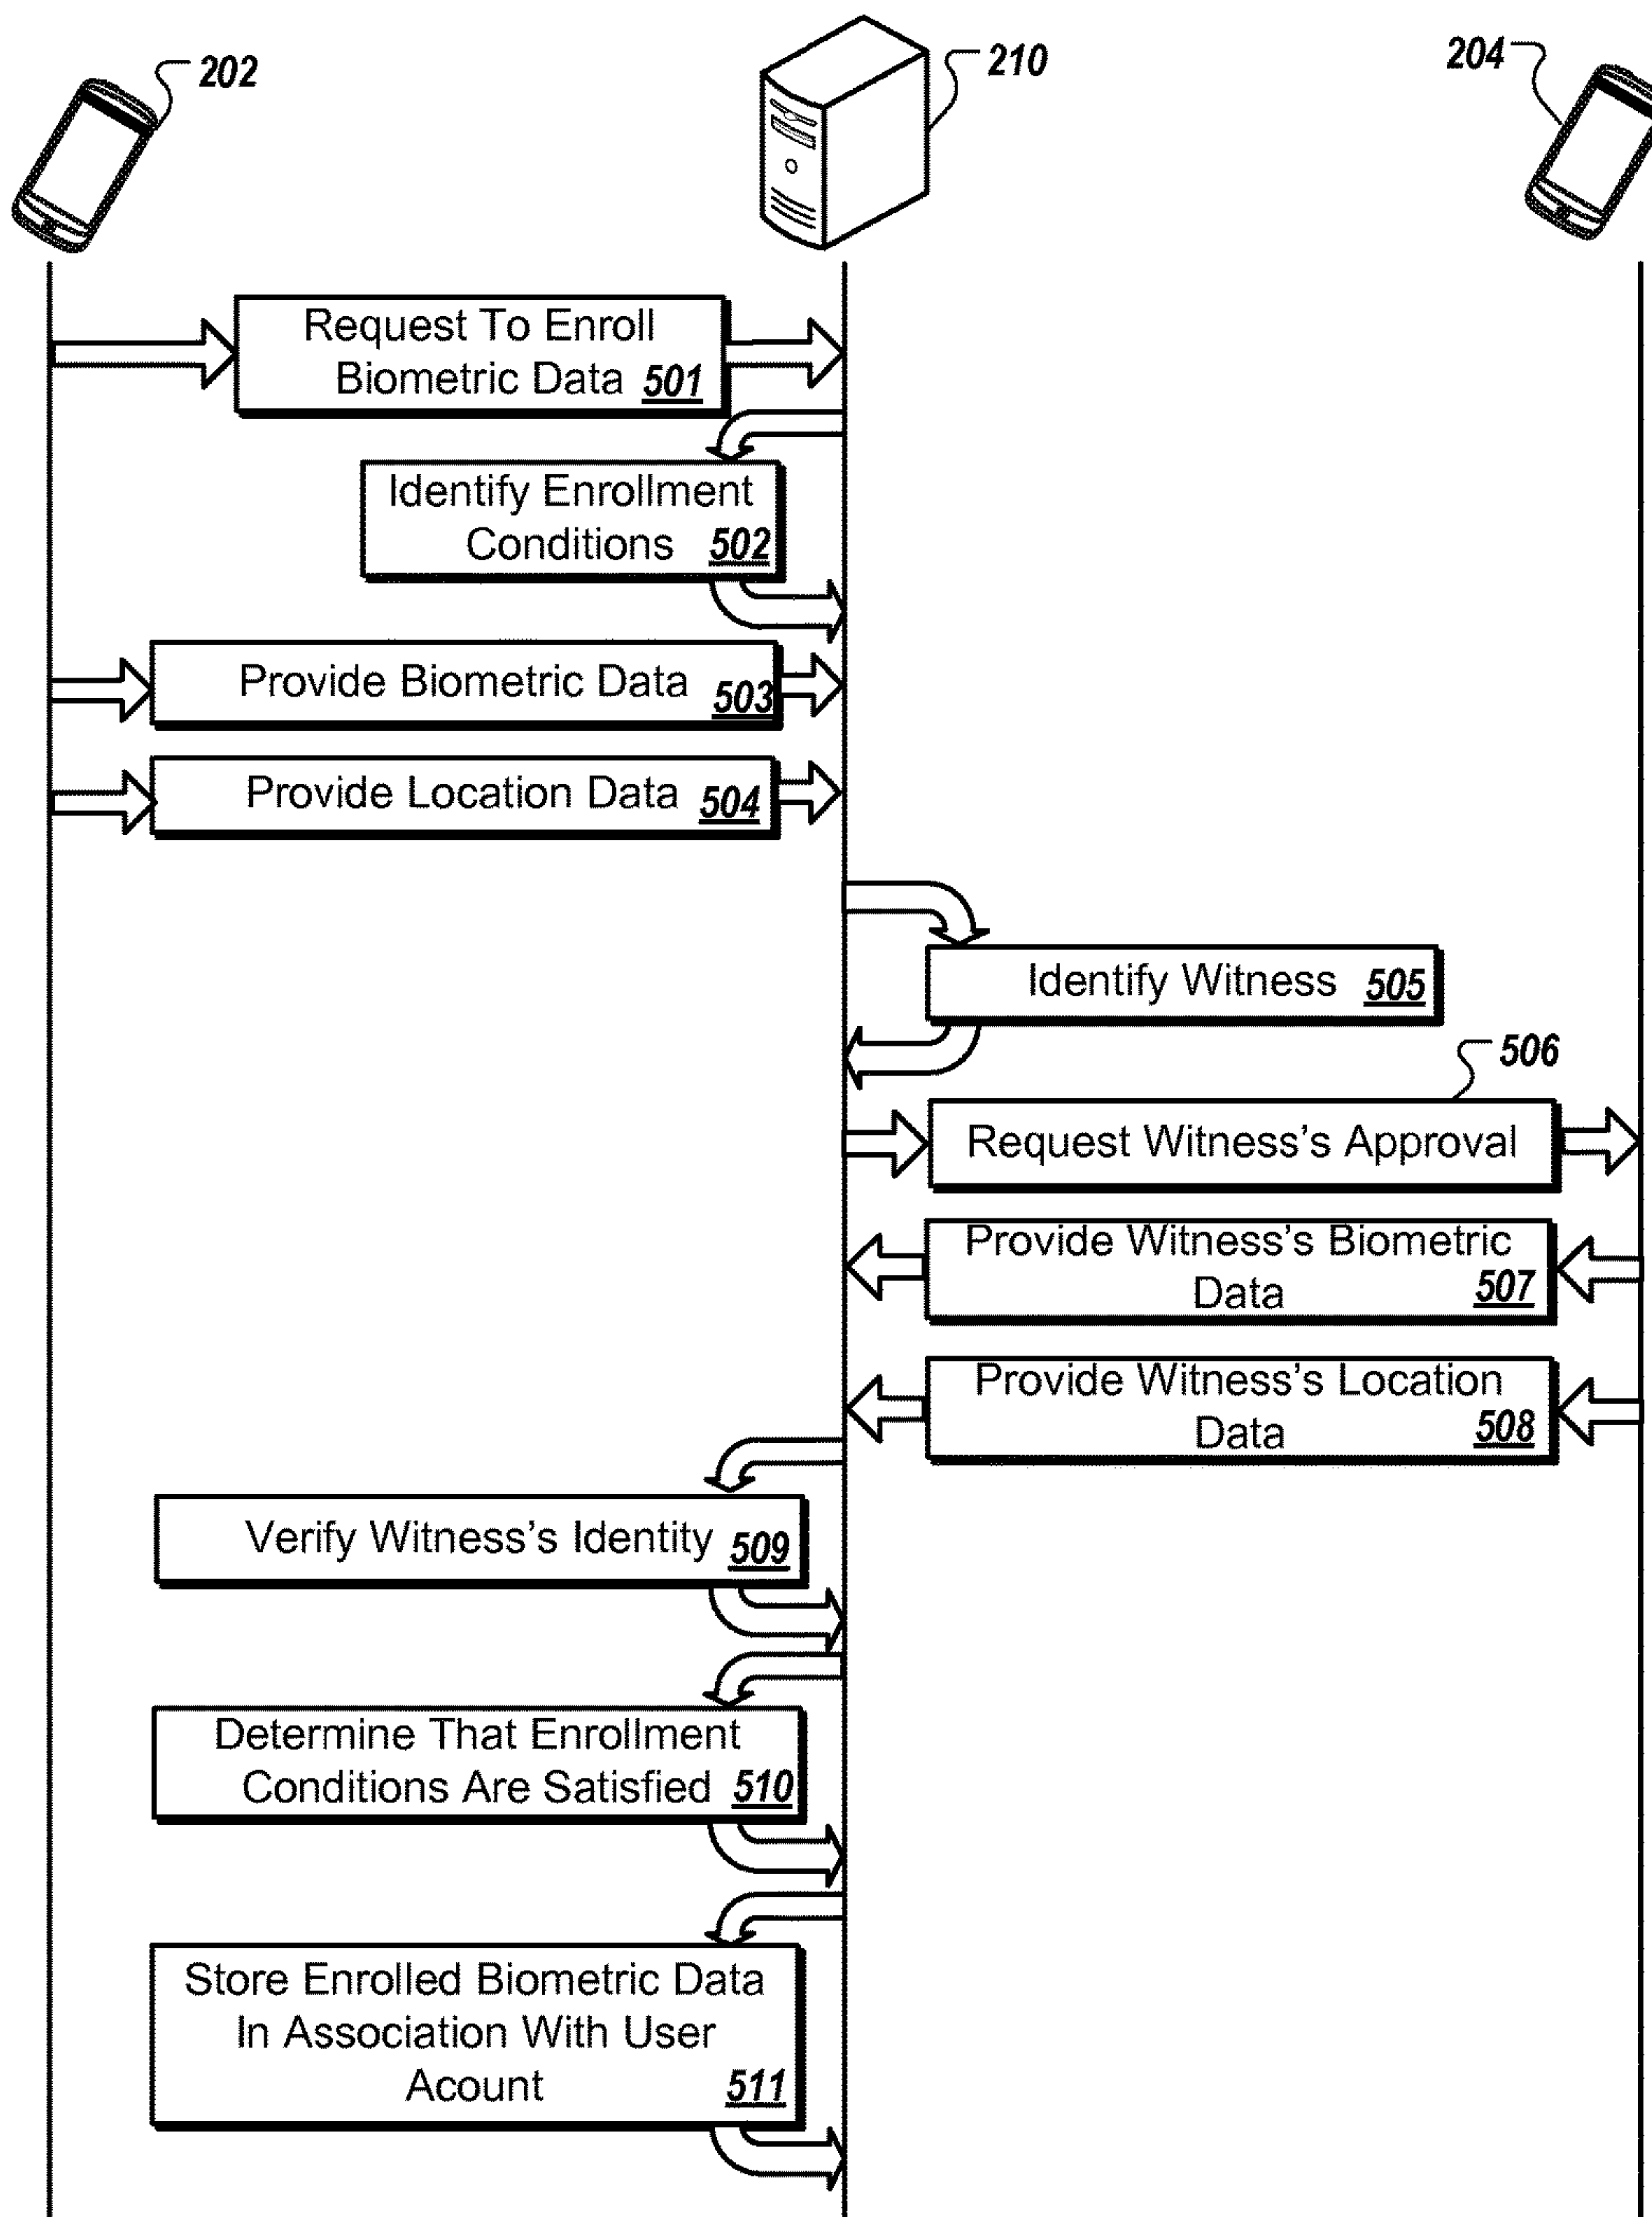 202
210
204
Request To Enroll
Biometric Data 501
Identify Enrollment
Conditions 502
Provide Biometric Data 503
Provide Location Data 504
Identify Witness 505
506
Request Witness's Approval
Provide Witness's Biometric
Data 507
Provide Witness's Location
Data 508
Verify Witness's Identity 509
Determine That Enrollment
Conditions Are Satisfied 510
Store Enrolled Biometric Data
In Association With User
Acount 511